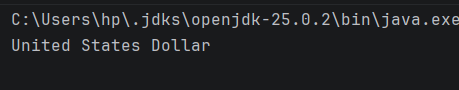 C:\Users\hp\.jdks\openjdk-25.0.2\bin\java.exe
United States Dollar